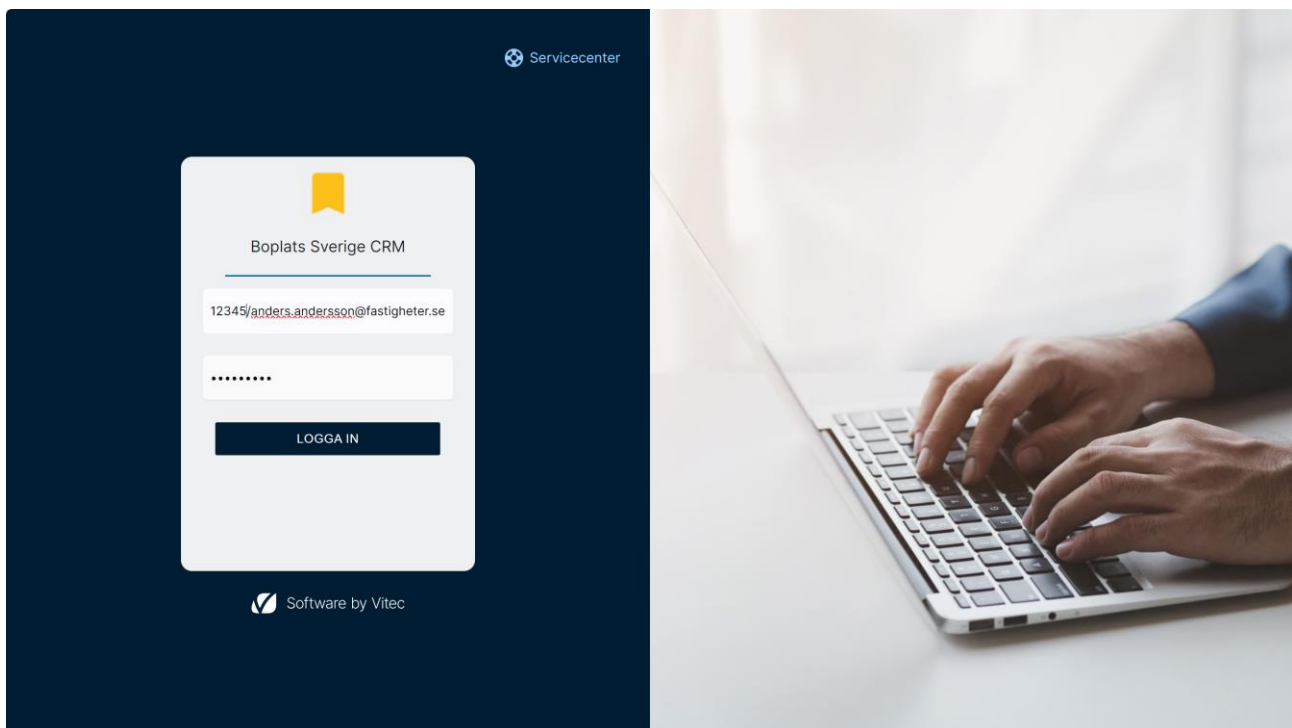 Servicecenter
Boplats Sverige CRM
12345/anders.andersson@fastigheter.se
•••••••••
LOGGA IN
Software by Vitec